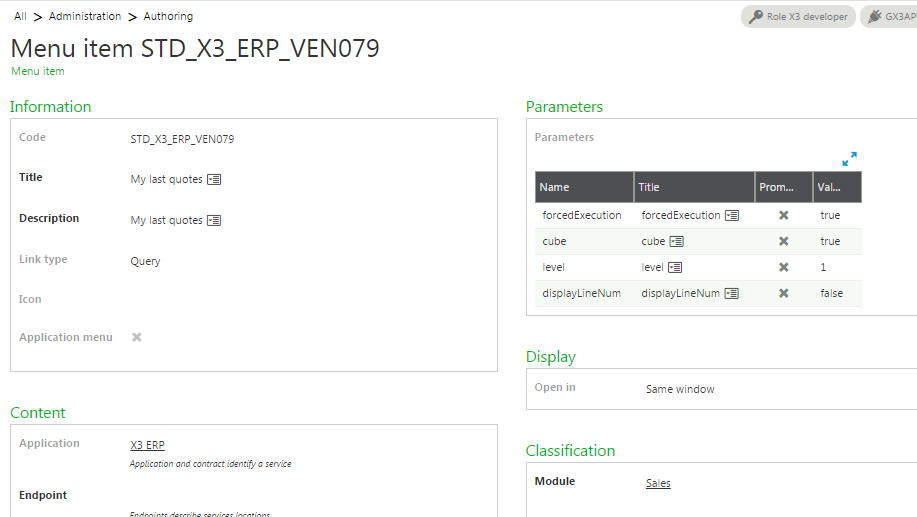 All > Administration > Authoring
Role X3 developer
GX3AP
Menu item STD_X3_ERP_VEN079
Menu item
Information
Code STD_X3_ERP_VEN079
Title My last quotes
Description My last quotes
Link type Query
Icon
Application menu
Content
Application X3 ERP
Application and contract identify a service
Endpoint
Endpoints describe services locations
Parameters
Parameters
Name Title Prom... Val...
forcedExecution forcedExecution true
cube cube true
level level 1
displayLineNum displayLineNum false
Display
Open in Same window
Classification
Module Sales